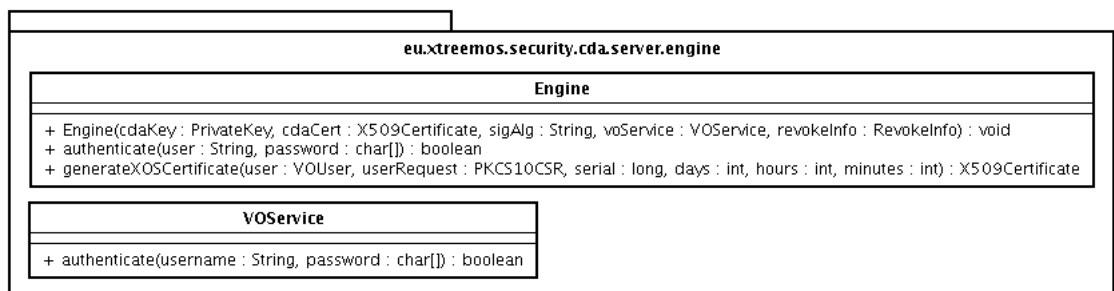 eu.xtreemos.security.cda.server.engine
Engine
+ Engine(cdaKey : PrivateKey, cdaCert : X509Certificate, sigAlg : String, voService : VOService, revokeInfo : RevokeInfo) : void
+ authenticate(user : String, password : char[]) : boolean
+ generateXOSCertificate(user : VOUser, userRequest : PKCS10CSR, serial : long, days : int, hours : int, minutes : int) : X509Certificate
VOService
+ authenticate(username : String, password : char[]) : boolean